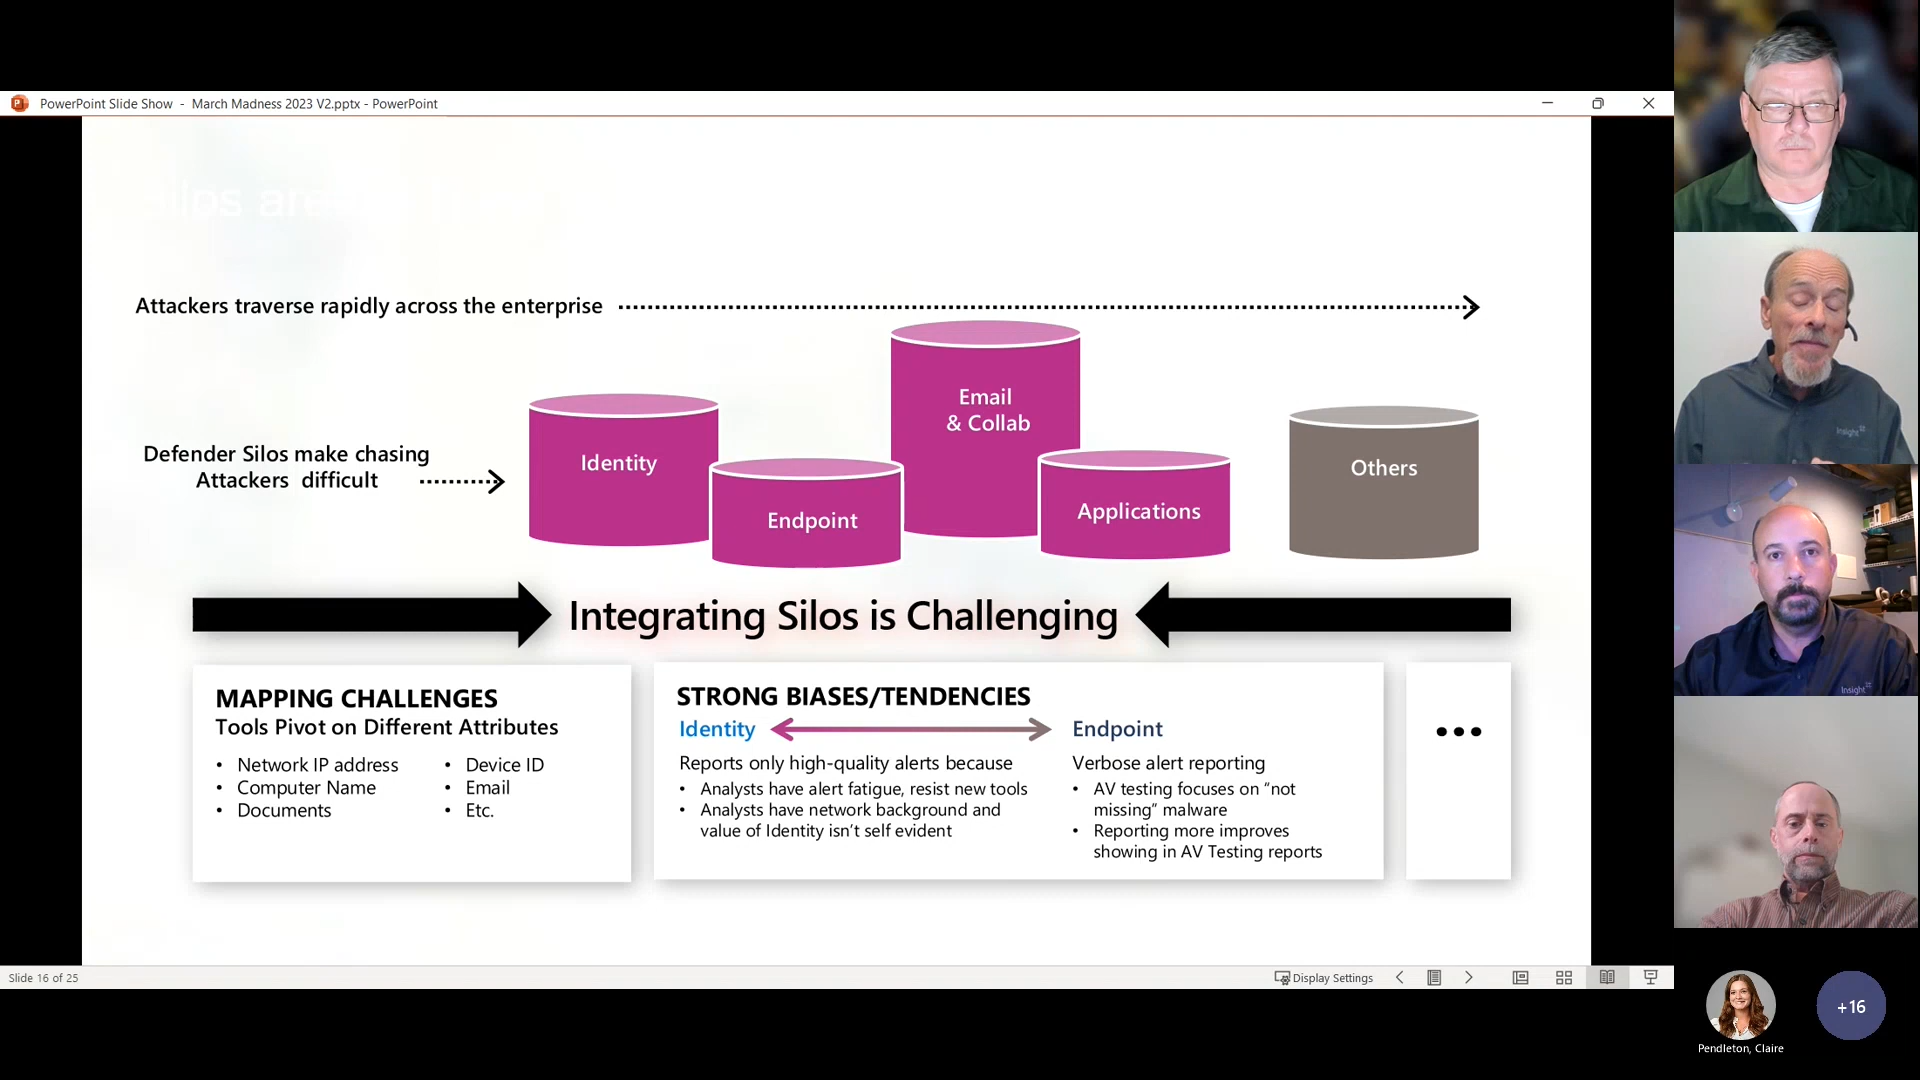 PowerPoint Slide Show - March Madness 2023 V2.pptx - PowerPoint
Silos are
Attackers traverse rapidly across the enterprise
Email
& Collab
Defender Silos make chasing
Attackers difficult
Identity
Others
Endpoint
Applications
Integrating Silos is Challenging
MAPPING CHALLENGES
Tools Pivot on Different Attributes
• Network IP address
• Computer Name
• Documents
• Device ID
• Email
• Etc.
STRONG BIASES/TENDENCIES
Identity
Endpoint
Reports only high-quality alerts because
• Analysts have alert fatigue, resist new tools
• Analysts have network background and
value of Identity isn't self evident
Verbose alert reporting
• AV testing focuses on "not
missing" malware
• Reporting more improves
showing in AV Testing reports
•••
Slide 16 of 25
Display Settings
Insight
Insight
Pendleton, Claire
+16